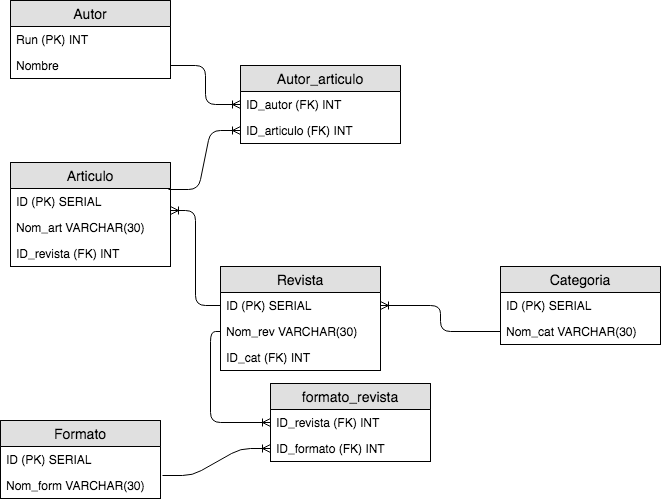 Autor
Run (PK) INT
Nombre
Autor_articulo
ID_autor (FK) INT
ID_articulo (FK) INT
Articulo
ID (PK) SERIAL
Nom_art VARCHAR(30)
ID_revista (FK) INT
Revista
ID (PK) SERIAL
Nom_rev VARCHAR(30)
ID_cat (FK) INT
Categoria
ID (PK) SERIAL
Nom_cat VARCHAR(30)
formato_revista
ID_revista (FK) INT
ID_formato (FK) INT
Formato
ID (PK) SERIAL
Nom_form VARCHAR(30)